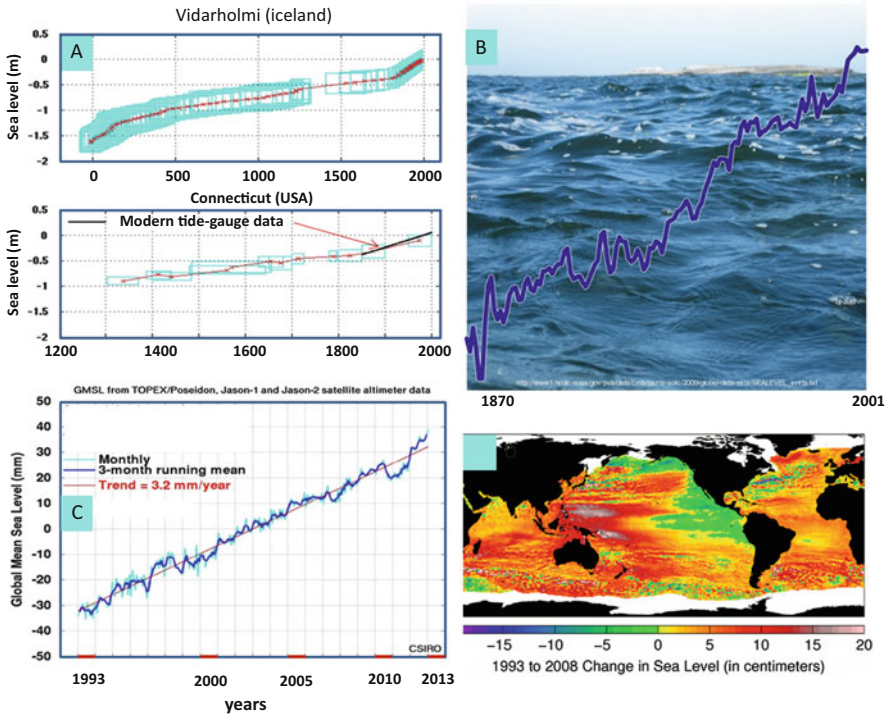 Vidarholmi (iceland)
A
Sea level (m)
0.5
0
-0.5
-1
-1.5
-2
0 500 1000 1500 2000
Connecticut (USA)
Modern tide-gauge data
Sea level (m)
0.5
0
-0.5
-1
-1.5
-2
1200 1400 1600 1800 2000
B
1870 2001
GMSL from TOPEX/Poseidon, Jason-1 and Jason-2 satellite altimeter data
Global Mean Sea Level (mm)
50
40
30
20
10
0
-10
-20
-30
-40
-50
Monthly
3-month running mean
Trend = 3.2 mm/year
C
CSIRO
1993 2000 2005 2010 2013
years
−15 −10 −5 0 5 10 15 20
1993 to 2008 Change in Sea Level (in centimeters)